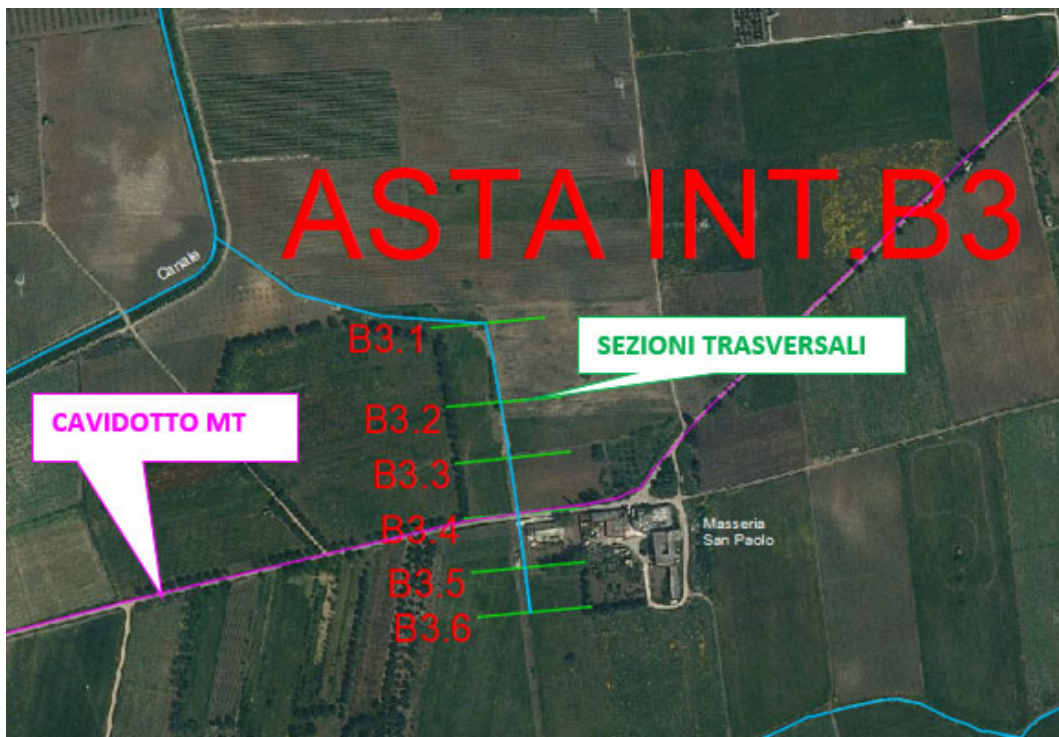 ASTA INT.B3
Canale
B3.1
SEZIONI TRASVERSALI
B3.2
CAVIDOTTO MT
B3.3
B3.4
Masseria
San Paolo
B3.5
B3.6